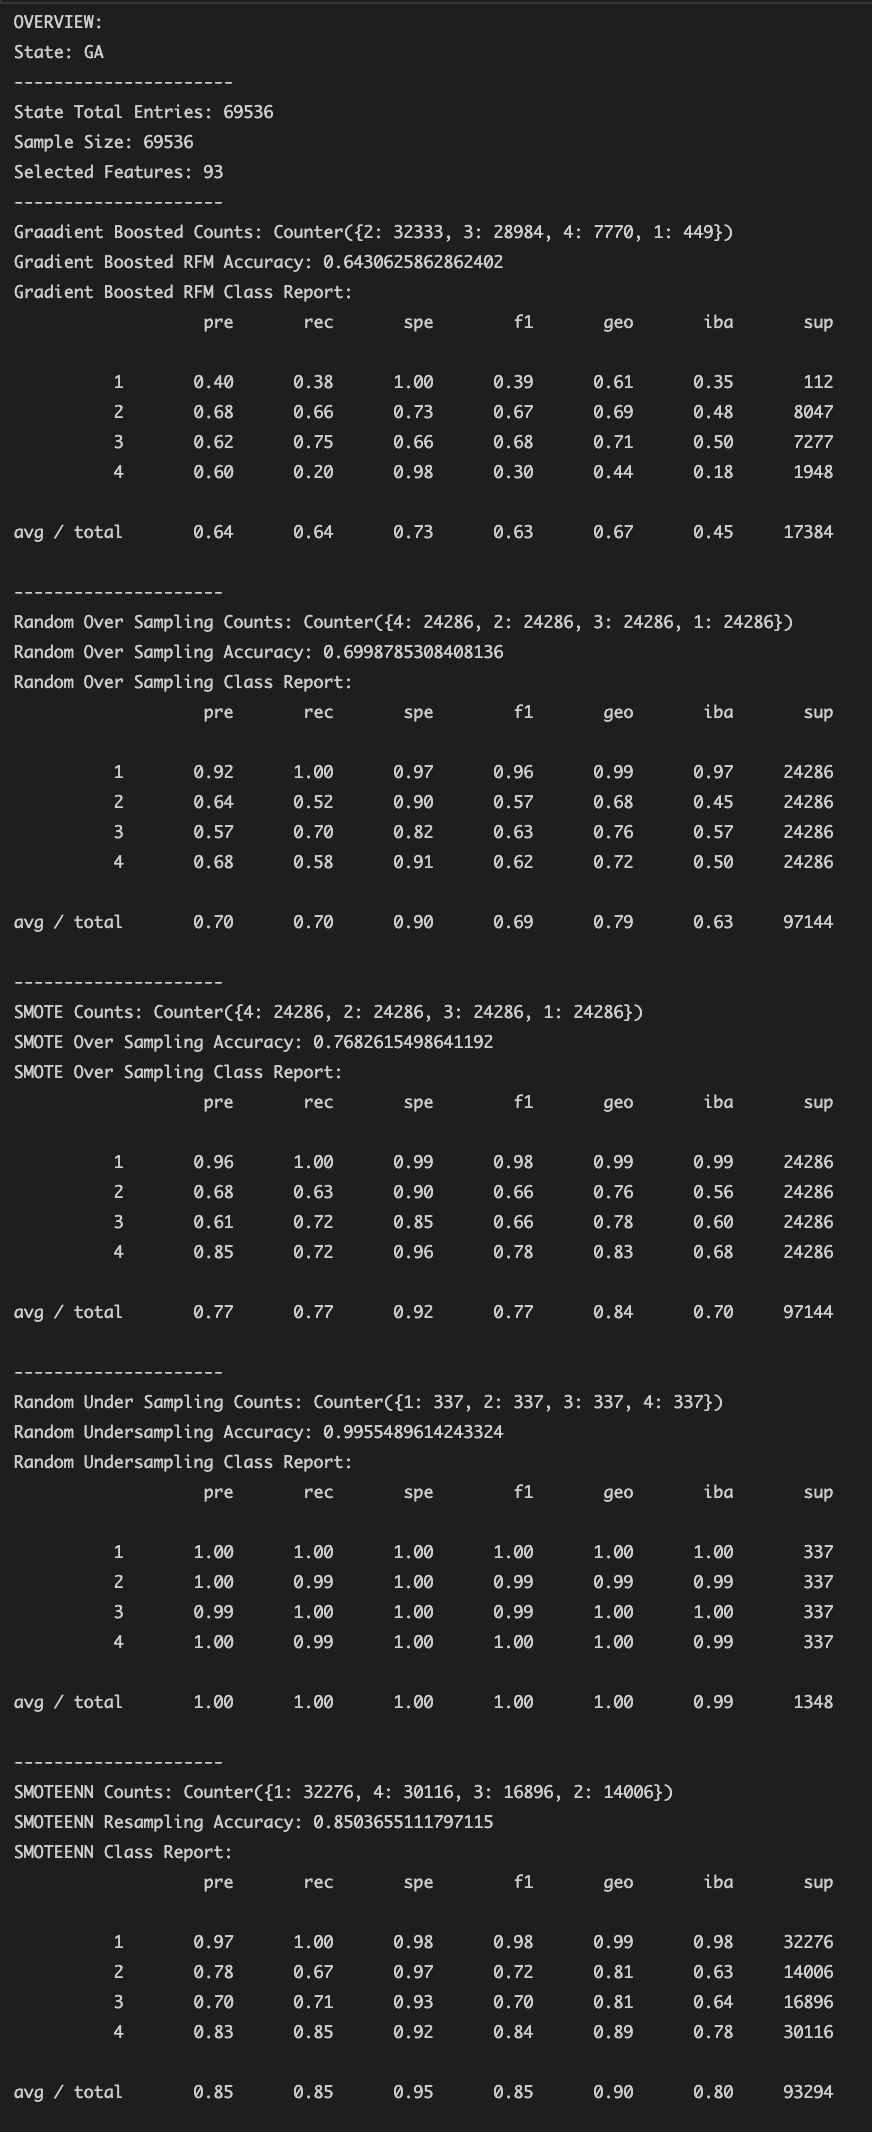 OVERVIEW:
State: GA
----------------------
State Total Entries: 69536
Sample Size: 69536
Selected Features: 93
---------------------
Graadient Boosted Counts: Counter({2: 32333, 3: 28984, 4: 7770, 1: 449})
Gradient Boosted RFM Accuracy: 0.6430625862862402
Gradient Boosted RFM Class Report:
pre rec spe f1 geo iba sup
1 0.40 0.38 1.00 0.39 0.61 0.35 112
2 0.68 0.66 0.73 0.67 0.69 0.48 8047
3 0.62 0.75 0.66 0.68 0.71 0.50 7277
4 0.60 0.20 0.98 0.30 0.44 0.18 1948
avg / total 0.64 0.64 0.73 0.63 0.67 0.45 17384
---------------------
Random Over Sampling Counts: Counter({4: 24286, 2: 24286, 3: 24286, 1: 24286})
Random Over Sampling Accuracy: 0.6998785308408136
Random Over Sampling Class Report:
pre rec spe f1 geo iba sup
1 0.92 1.00 0.97 0.96 0.99 0.97 24286
2 0.64 0.52 0.90 0.57 0.68 0.45 24286
3 0.57 0.70 0.82 0.63 0.76 0.57 24286
4 0.68 0.58 0.91 0.62 0.72 0.50 24286
avg / total 0.70 0.70 0.90 0.69 0.79 0.63 97144
---------------------
SMOTE Counts: Counter({4: 24286, 2: 24286, 3: 24286, 1: 24286})
SMOTE Over Sampling Accuracy: 0.7682615498641192
SMOTE Over Sampling Class Report:
pre rec spe f1 geo iba sup
1 0.96 1.00 0.99 0.98 0.99 0.99 24286
2 0.68 0.63 0.90 0.66 0.76 0.56 24286
3 0.61 0.72 0.85 0.66 0.78 0.60 24286
4 0.85 0.72 0.96 0.78 0.83 0.68 24286
avg / total 0.77 0.77 0.92 0.77 0.84 0.70 97144
---------------------
Random Under Sampling Counts: Counter({1: 337, 2: 337, 3: 337, 4: 337})
Random Undersampling Accuracy: 0.9955489614243324
Random Undersampling Class Report:
pre rec spe f1 geo iba sup
1 1.00 1.00 1.00 1.00 1.00 1.00 337
2 1.00 0.99 1.00 0.99 0.99 0.99 337
3 0.99 1.00 1.00 0.99 1.00 1.00 337
4 1.00 0.99 1.00 1.00 1.00 0.99 337
avg / total 1.00 1.00 1.00 1.00 1.00 0.99 1348
---------------------
SMOTEENN Counts: Counter({1: 32276, 4: 30116, 3: 16896, 2: 14006})
SMOTEENN Resampling Accuracy: 0.8503655111797115
SMOTEENN Class Report:
pre rec spe f1 geo iba sup
1 0.97 1.00 0.98 0.98 0.99 0.98 32276
2 0.78 0.67 0.97 0.72 0.81 0.63 14006
3 0.70 0.71 0.93 0.70 0.81 0.64 16896
4 0.83 0.85 0.92 0.84 0.89 0.78 30116
avg / total 0.85 0.85 0.95 0.85 0.90 0.80 93294